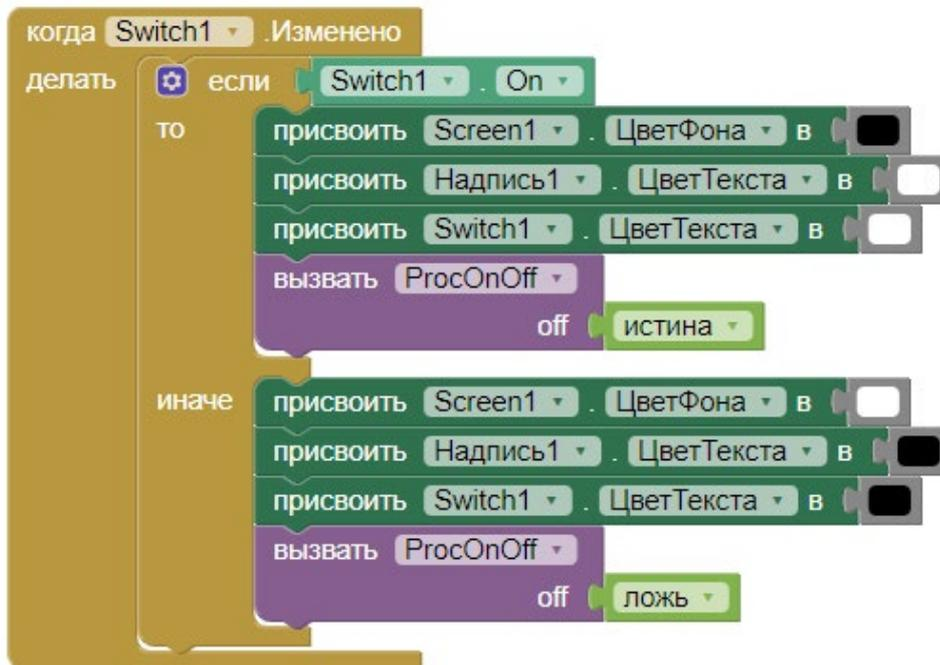 когда Switch1 .Изменено
делать если Switch1 . On
то присвоить Screen1 . ЦветФона в
присвоить Надпись1 . ЦветТекста в
присвоить Switch1 . ЦветТекста в
вызвать ProcOnOff
off истина
иначе присвоить Screen1 . ЦветФона в
присвоить Надпись1 . ЦветТекста в
присвоить Switch1 . ЦветТекста в
вызвать ProcOnOff
off ложь